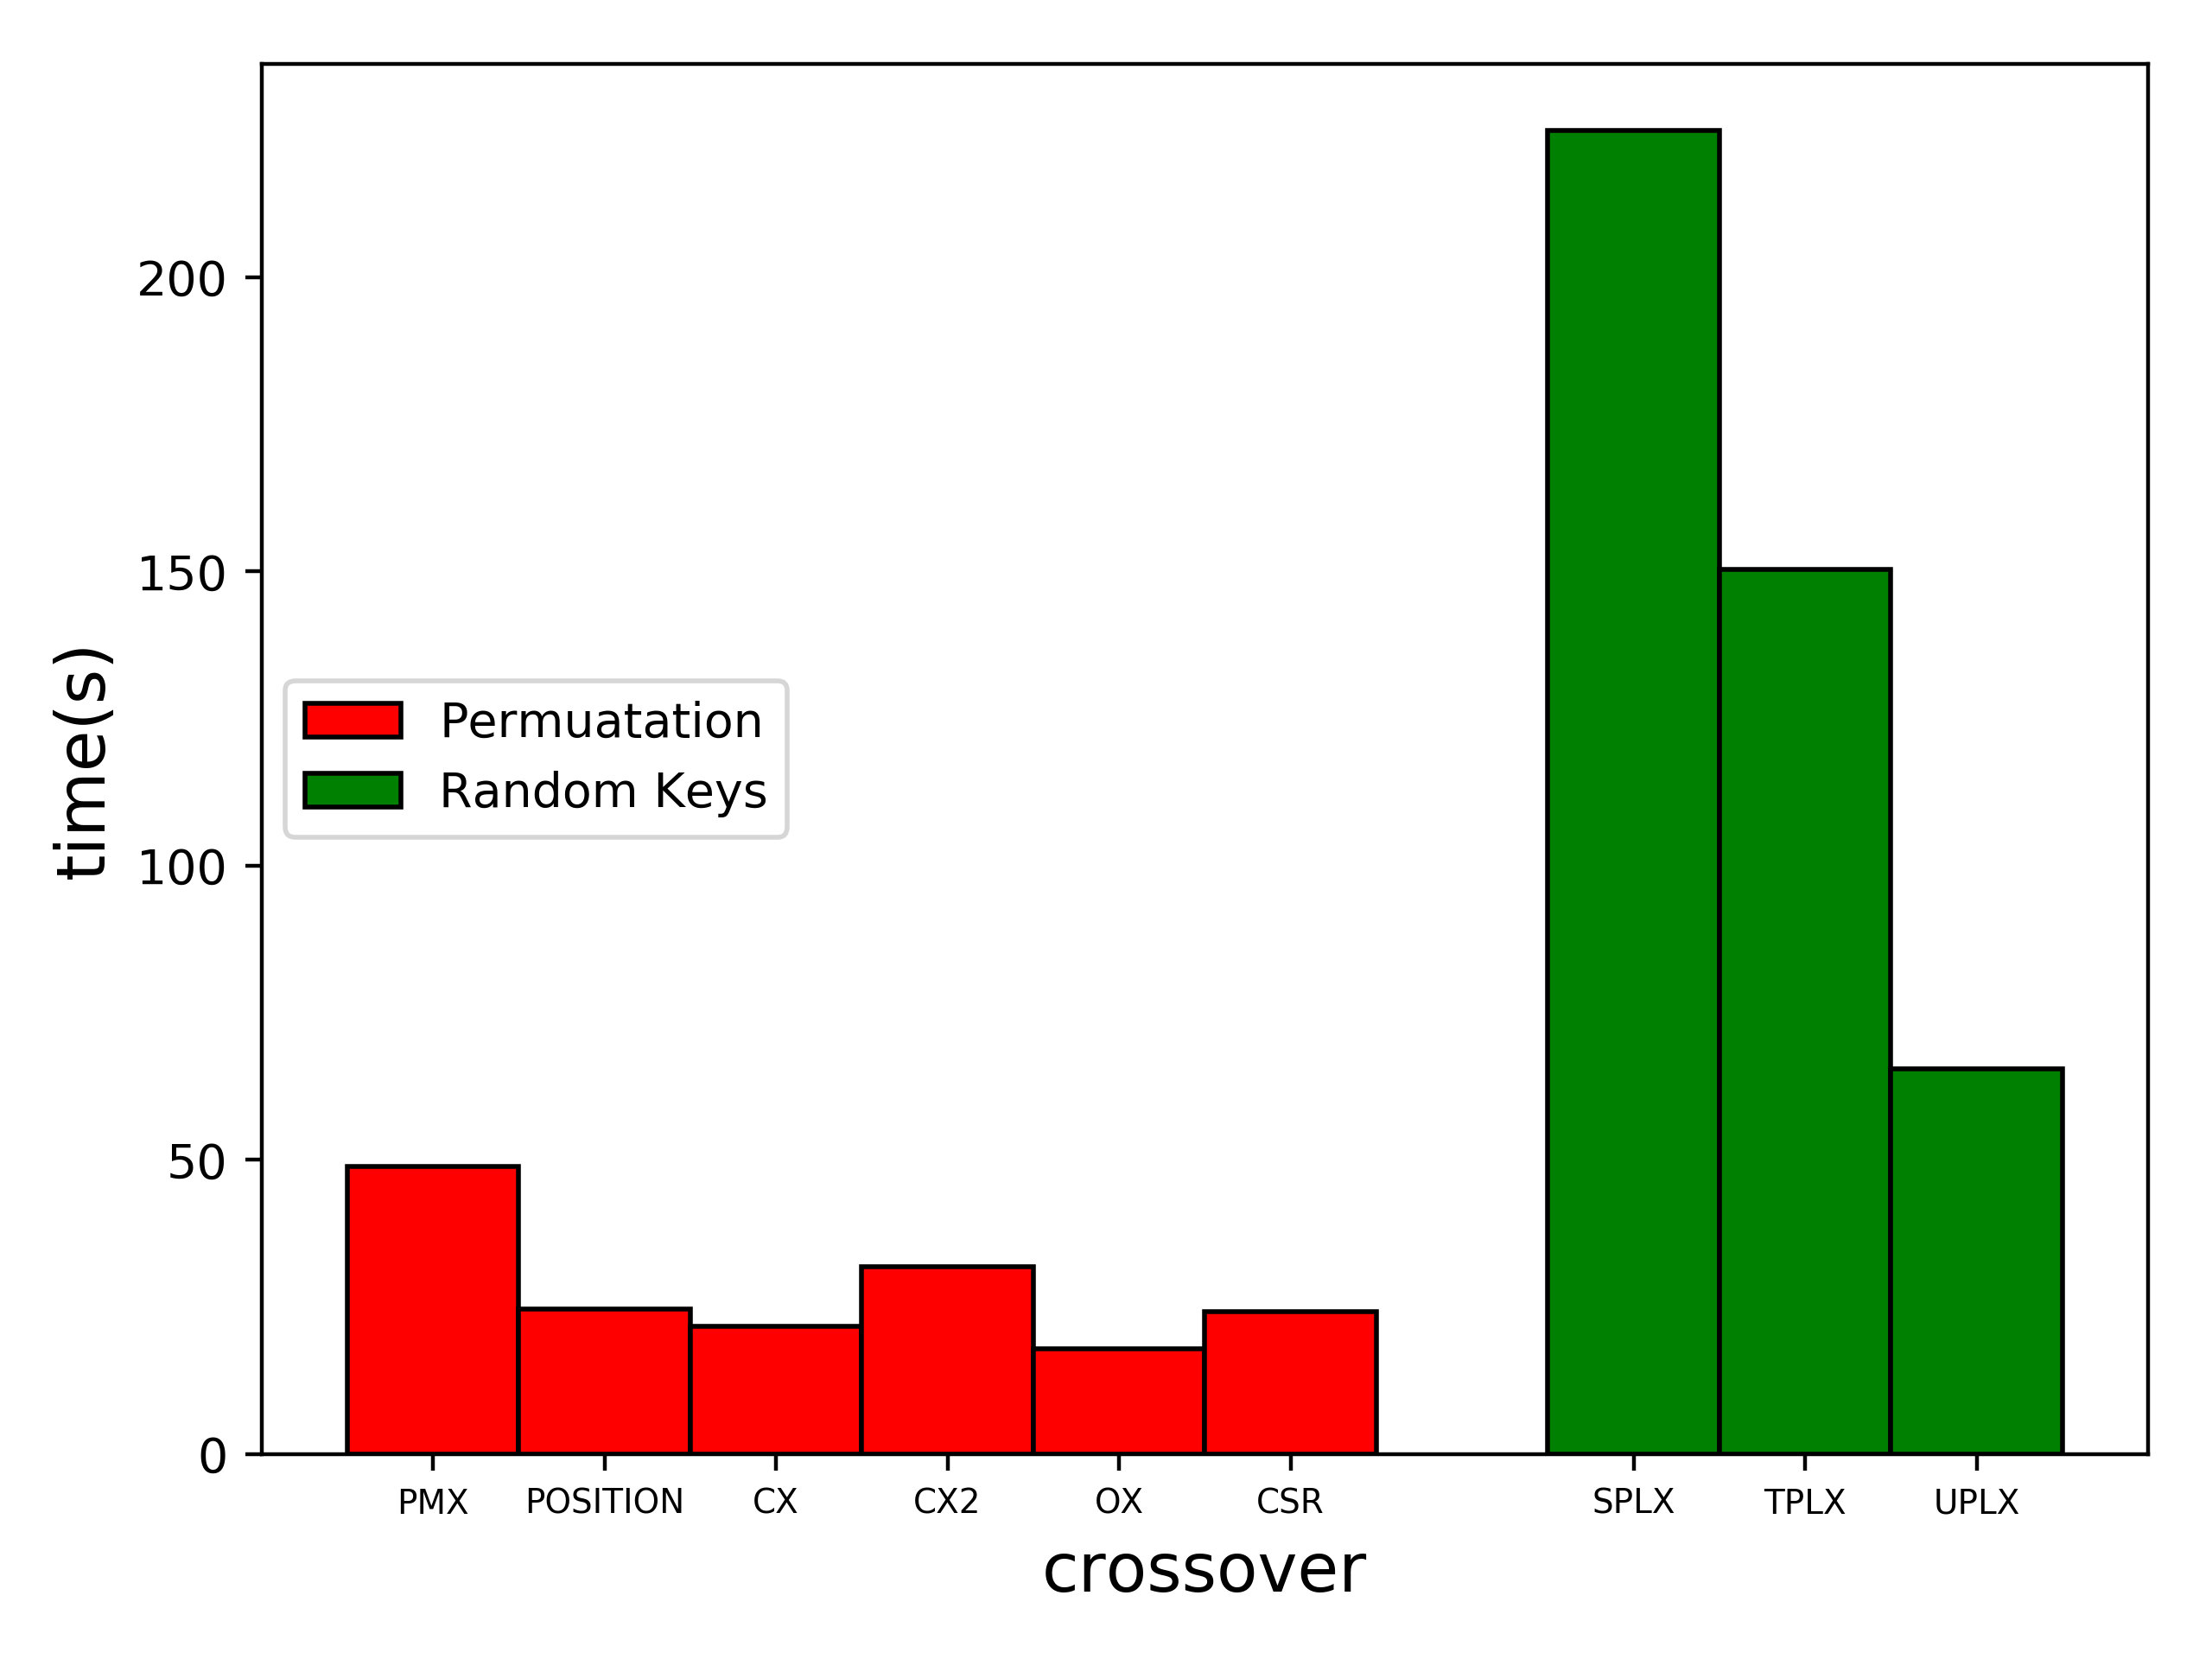 200
150
100
50
0
time(s)
Permuatation
Random Keys
PMX POSITION CX CX2 OX CSR SPLX TPLX UPLX
crossover